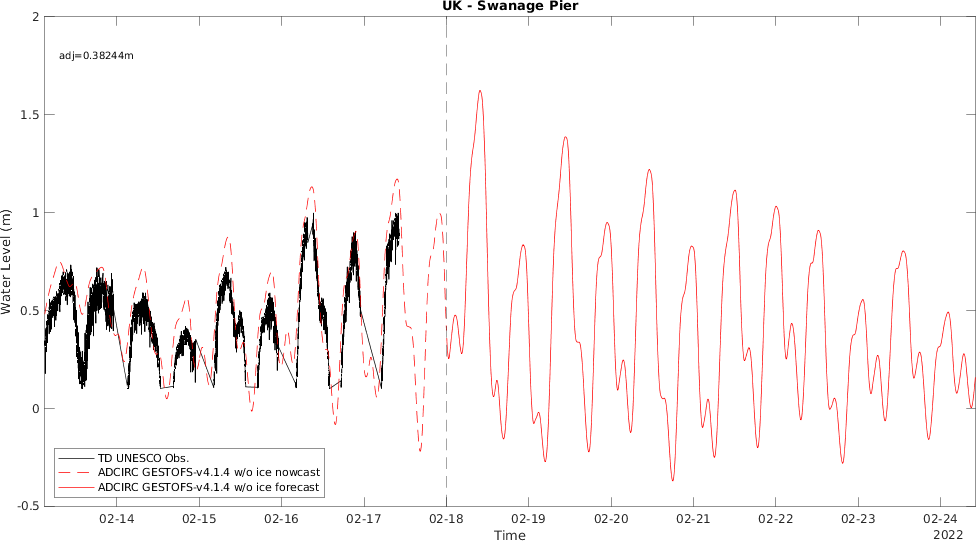 UK - Swanage Pier
adj=0.38244m
Water Level (m)
2
1.5
1
0.5
0
-0.5
TD UNESCO Obs.
ADCIRC GESTOFS-v4.1.4 w/o ice nowcast
ADCIRC GESTOFS-v4.1.4 w/o ice forecast
02-14 02-15 02-16 02-17 02-18 02-19 02-20 02-21 02-22 02-23 02-24
Time 2022